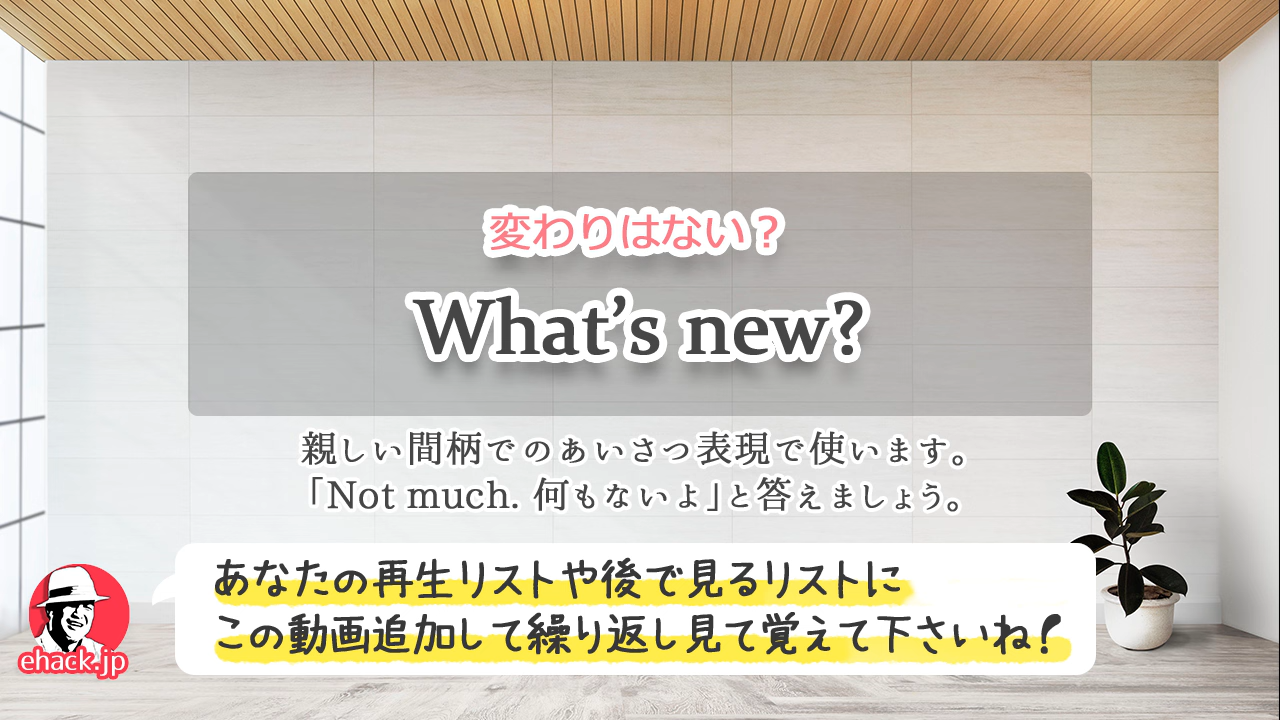 変わりはない？
What's new?
親しい間柄でのあいさつ表現で使います。
「Not much. 何もないよ」と答えましょう。
あなたの再生リストや後で見るリストに
この動画追加して繰り返し見て覚えて下さいね！
ehack.jp